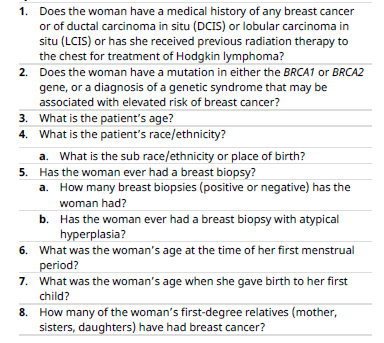 1. Does the woman have a medical history of any breast cancer
or of ductal carcinoma in situ (DCIS) or lobular carcinoma in
situ (LCIS) or has she received previous radiation therapy to
the chest for treatment of Hodgkin lymphoma?
2. Does the woman have a mutation in either the BRCA1 or BRCA2
gene, or a diagnosis of a genetic syndrome that may be
associated with elevated risk of breast cancer?
3. What is the patient's age?
4. What is the patient's race/ethnicity?
a. What is the sub race/ethnicity or place of birth?
5. Has the woman ever had a breast biopsy?
a. How many breast biopsies (positive or negative) has the
woman had?
b. Has the woman ever had a breast biopsy with atypical
hyperplasia?
6. What was the woman's age at the time of her first menstrual
period?
7. What was the woman's age when she gave birth to her first
child?
8. How many of the woman's first-degree relatives (mother,
sisters, daughters) have had breast cancer?